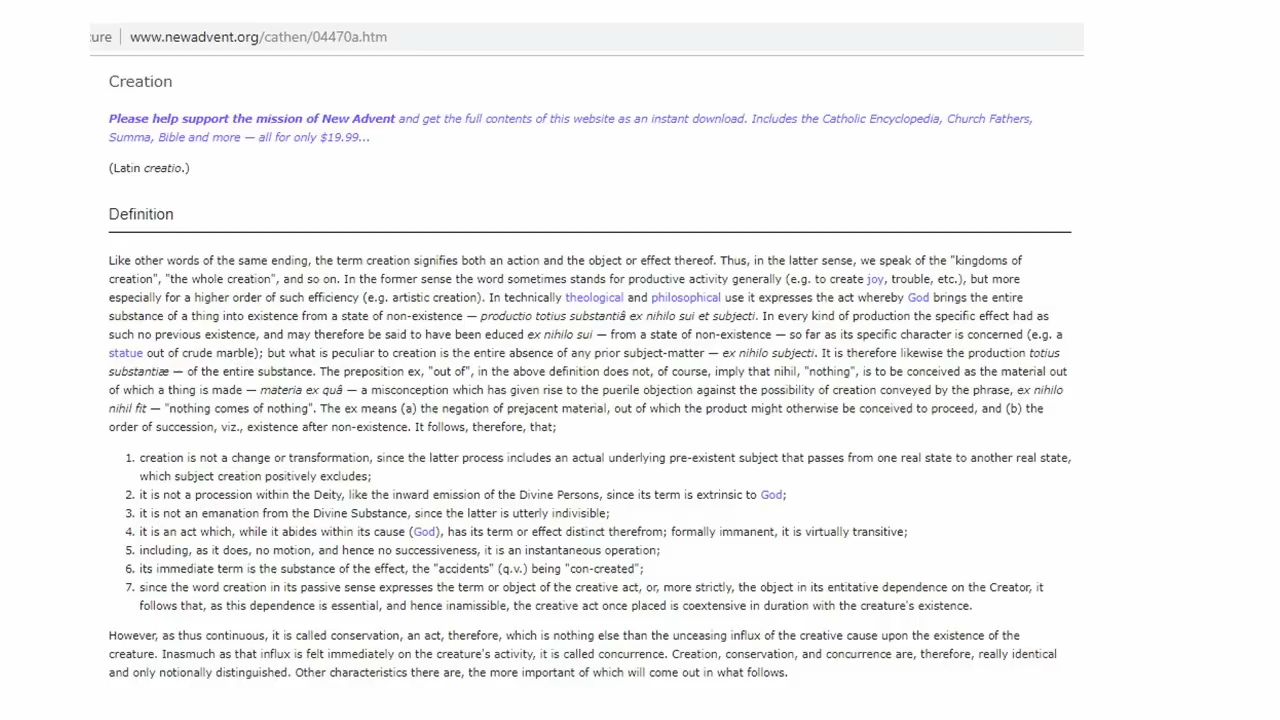 :ure | www.newadvent.org/cathen/04470a.htm
Creation
Please help support the mission of New Advent and get the full contents of this website as an instant download. Includes the Catholic Encyclopedia, Church Fathers,
Summa, Bible and more — all for only $19.99...
(Latin creatio.)
Definition
Like other words of the same ending, the term creation signifies both an action and the object or effect thereof. Thus, in the latter sense, we speak of the "kingdoms of
creation", "the whole creation", and so on. In the former sense the word sometimes stands for productive activity generally (e.g. to create joy, trouble, etc.), but more
especially for a higher order of such efficiency (e.g. artistic creation). In technically theological and philosophical use it expresses the act whereby God brings the entire
substance of a thing into existence from a state of non-existence — productio totius substantiâ ex nihilo sui et subjecti. In every kind of production the specific effect had as
such no previous existence, and may therefore be said to have been educed ex nihilo sui — from a state of non-existence — so far as its specific character is concerned (e.g. a
statue out of crude marble); but what is peculiar to creation is the entire absence of any prior subject-matter — ex nihilo subjecti. It is therefore likewise the production totius
substantiæ — of the entire substance. The preposition ex, "out of", in the above definition does not, of course, imply that nihil, "nothing", is to be conceived as the material out
of which a thing is made — materia ex quâ — a misconception which has given rise to the puerile objection against the possibility of creation conveyed by the phrase, ex nihilo
nihil fit — "nothing comes of nothing". The ex means (a) the negation of prejacent material, out of which the product might otherwise be conceived to proceed, and (b) the
order of succession, viz., existence after non-existence. It follows, therefore, that;
1. creation is not a change or transformation, since the latter process includes an actual underlying pre-existent subject that passes from one real state to another real state,
which subject creation positively excludes;
2. it is not a procession within the Deity, like the inward emission of the Divine Persons, since its term is extrinsic to God;
3. it is not an emanation from the Divine Substance, since the latter is utterly indivisible;
4. it is an act which, while it abides within its cause (God), has its term or effect distinct therefrom; formally immanent, it is virtually transitive;
5. including, as it does, no motion, and hence no successiveness, it is an instantaneous operation;
6. its immediate term is the substance of the effect, the "accidents" (q.v.) being "con-created";
7. since the word creation in its passive sense expresses the term or object of the creative act, or, more strictly, the object in its entitative dependence on the Creator, it
follows that, as this dependence is essential, and hence inamissible, the creative act once placed is coextensive in duration with the creature's existence.
However, as thus continuous, it is called conservation, an act, therefore, which is nothing else than the unceasing influx of the creative cause upon the existence of the
creature. Inasmuch as that influx is felt immediately on the creature's activity, it is called concurrence. Creation, conservation, and concurrence are, therefore, really identical
and only notionally distinguished. Other characteristics there are, the more important of which will come out in what follows.